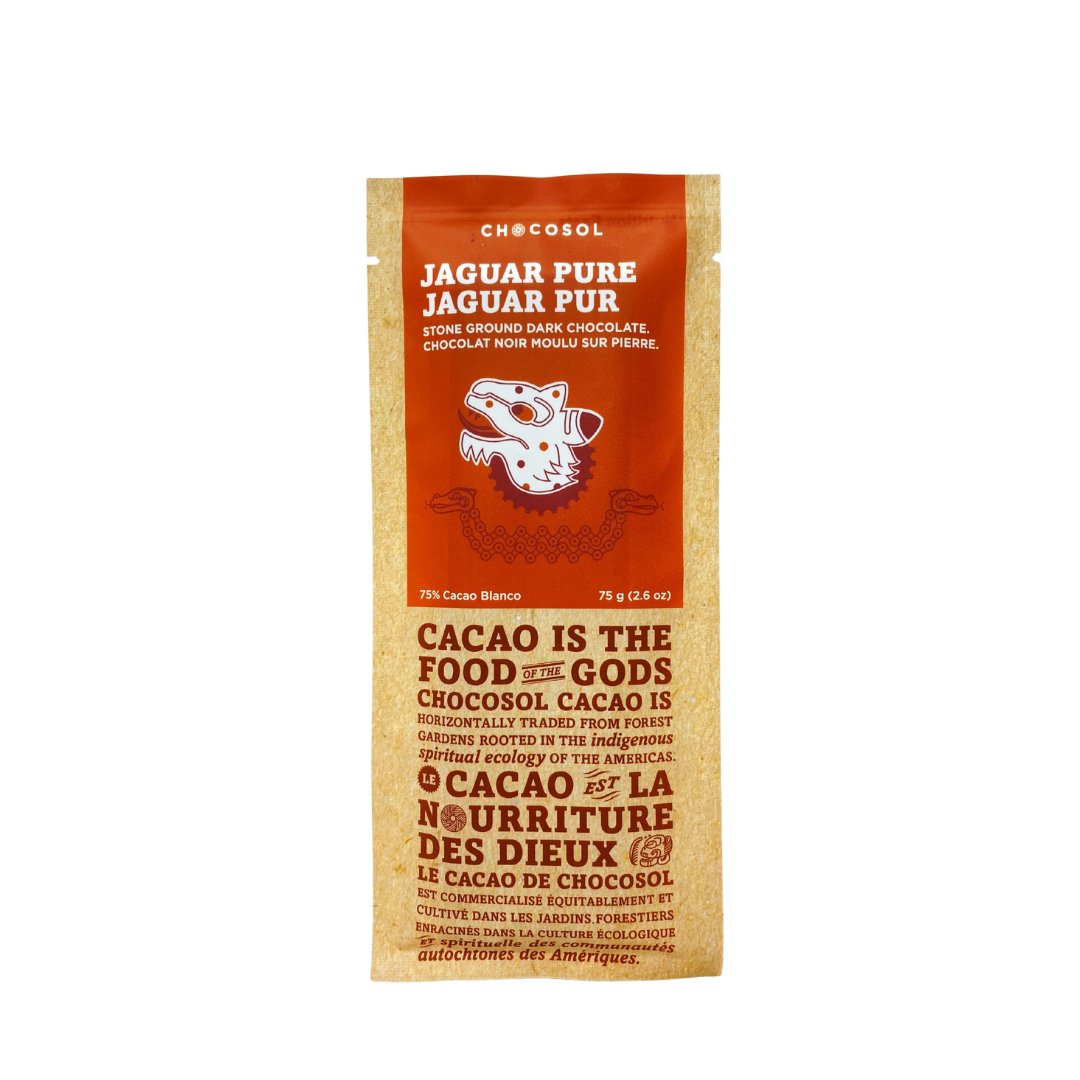 CHOCOSOL
JAGUAR PURE
JAGUAR PUR
STONE GROUND DARK CHOCOLATE.
CHOCOLAT NOIR MOULU SUR PIERRE.
75% Cacao Blanco 75 g (2.6 oz)
CACAO IS THE
FOOD OF THE GODS
CHOCOSOL CACAO IS
HORIZONTALLY TRADED FROM FOREST
GARDENS ROOTED IN THE indigenous
spiritual ecology OF THE AMERICAS.
LE CACAO EST LA
NOURRITURE
DES DIEUX
LE CACAO DE CHOCOSOL
EST COMMERCIALISÉ ÉQUITABLEMENT ET
CULTIVÉ DANS LES JARDINS FORESTIERS
ENRACINÉS DANS LA CULTURE ÉCOLOGIQUE
ET spirituelle des communautés
autochtones des Amériques.